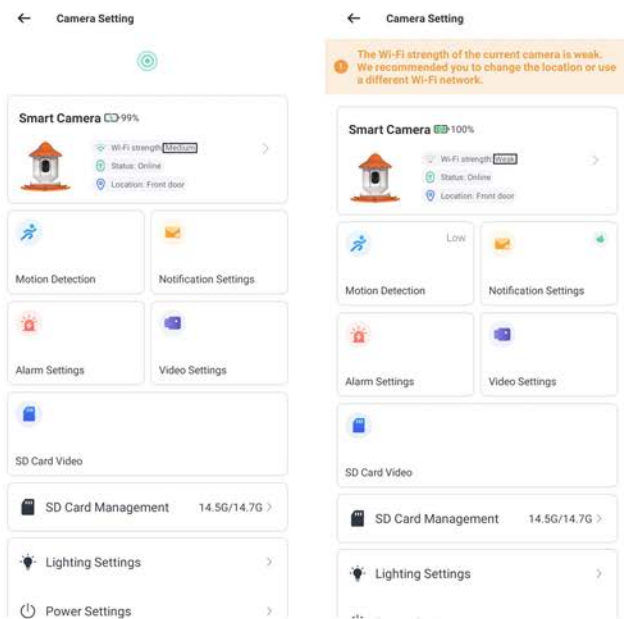 Camera Setting
Smart Camera 99%
Wi-Fi strength: Medium
Status: Online
Location: Front door
Motion Detection
Notification Settings
Alarm Settings
Video Settings
SD Card Video
SD Card Management 14.5G/14.7G
Lighting Settings
Power Settings
Camera Setting
The Wi-Fi strength of the current camera is weak.
We recommended you to change the location or use
a different Wi-Fi network.
Smart Camera 100%
Wi-Fi strength: Weak
Status: Online
Location: Front door
Low
Motion Detection
Notification Settings
Alarm Settings
Video Settings
SD Card Video
SD Card Management 14.5G/14.7G
Lighting Settings